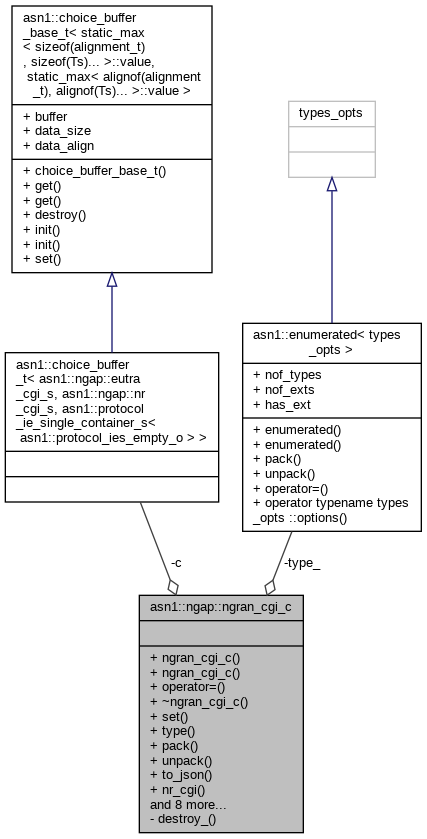 asn1::choice_buffer
_base_t< static_max
< sizeof(alignment_t)
, sizeof(Ts)... >::value,
static_max< alignof(alignment
_t), alignof(Ts)... >::value >
+ buffer
+ data_size
+ data_align
+ choice_buffer_base_t()
+ get()
+ get()
+ destroy()
+ init()
+ init()
+ set()
types_opts
asn1::choice_buffer
_t< asn1::ngap::eutra
_cgi_s, asn1::ngap::nr
_cgi_s, asn1::protocol
_ie_single_container_s<
asn1::protocol_ies_empty_o > >
asn1::enumerated< types
_opts >
+ nof_types
+ nof_exts
+ has_ext
+ enumerated()
+ enumerated()
+ pack()
+ unpack()
+ operator=()
+ operator typename types
_opts ::options()
-c
-type_
asn1::ngap::ngran_cgi_c
+ ngran_cgi_c()
+ ngran_cgi_c()
+ operator=()
+ ~ngran_cgi_c()
+ set()
+ type()
+ pack()
+ unpack()
+ to_json()
+ nr_cgi()
and 8 more...
- destroy_()